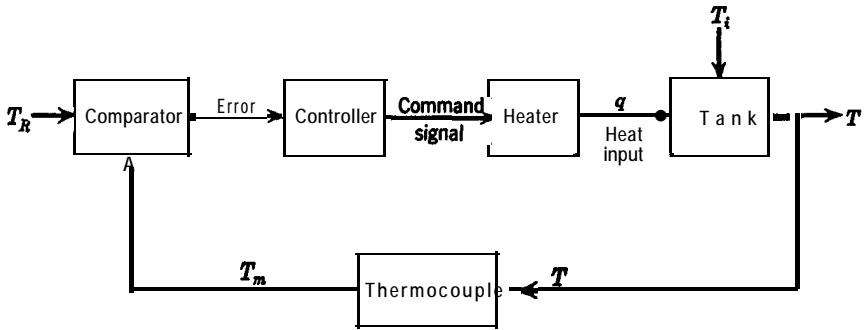 T_i
T_R Comparator Error Controller Command signal Heater q Heat input Tank T
A
T_m Thermocouple T